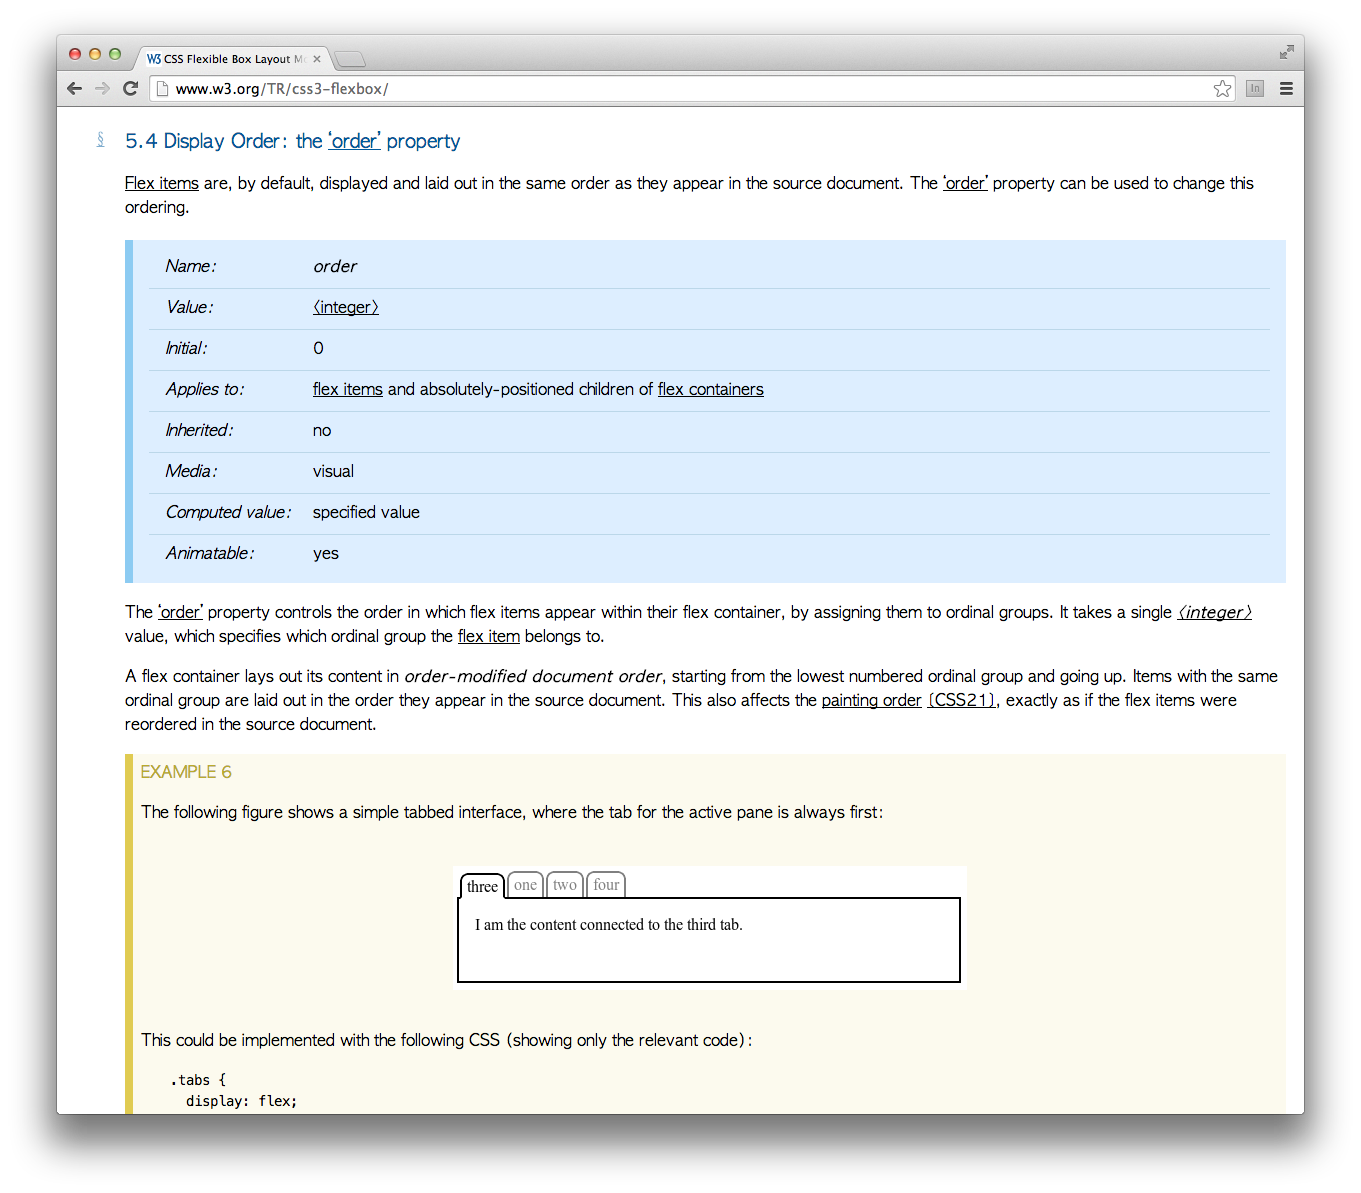 W3 CSS Flexible Box Layout M
www.w3.org/TR/css3-flexbox/
In
§ 5.4 Display Order: the ‘order’ property
Flex items are, by default, displayed and laid out in the same order as they appear in the source document. The ‘order’ property can be used to change this
ordering.
Name: order
Value: 〈integer〉
Initial: 0
Applies to: flex items and absolutely-positioned children of flex containers
Inherited: no
Media: visual
Computed value: specified value
Animatable: yes
The ‘order’ property controls the order in which flex items appear within their flex container, by assigning them to ordinal groups. It takes a single 〈integer〉
value, which specifies which ordinal group the flex item belongs to.
A flex container lays out its content in order-modified document order, starting from the lowest numbered ordinal group and going up. Items with the same
ordinal group are laid out in the order they appear in the source document. This also affects the painting order [CSS21], exactly as if the flex items were
reordered in the source document.
EXAMPLE 6
The following figure shows a simple tabbed interface, where the tab for the active pane is always first:
three one two four
I am the content connected to the third tab.
This could be implemented with the following CSS (showing only the relevant code):
.tabs {
display: flex;